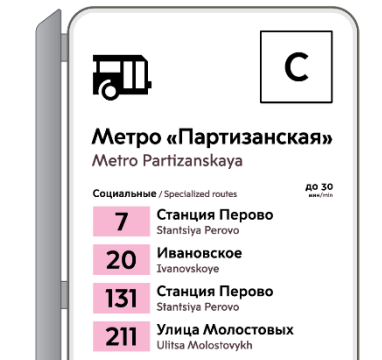 С
Метро «Партизанская»
Metro Partizanskaya
Социальные / Specialized routes
до 30
мин/min
7 Станция Перово
Stantsiya Perovo
20 Ивановское
Ivanovskoye
131 Станция Перово
Stantsiya Perovo
211 Улица Молостовых
Ulitsa Molostovykh